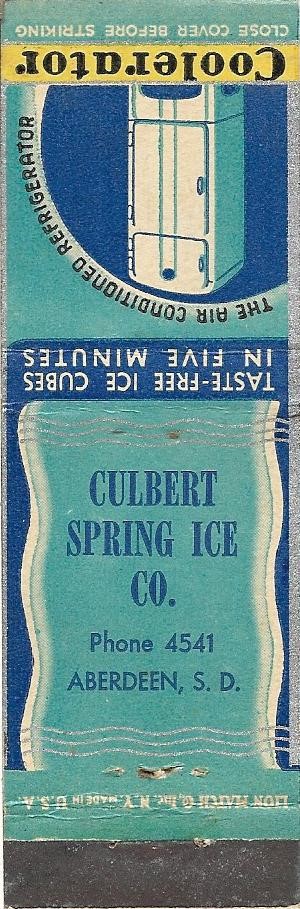 CLOSE COVER BEFORE STRIKING
Coolerator
THE AIR CONDITIONED REFRIGERATOR
TASTE-FREE ICE CUBES
IN FIVE MINUTES
CULBERT
SPRING ICE
CO.
Phone 4541
ABERDEEN, S. D.
LION MATCH CO., INC., N.Y. MADE IN U.S.A.